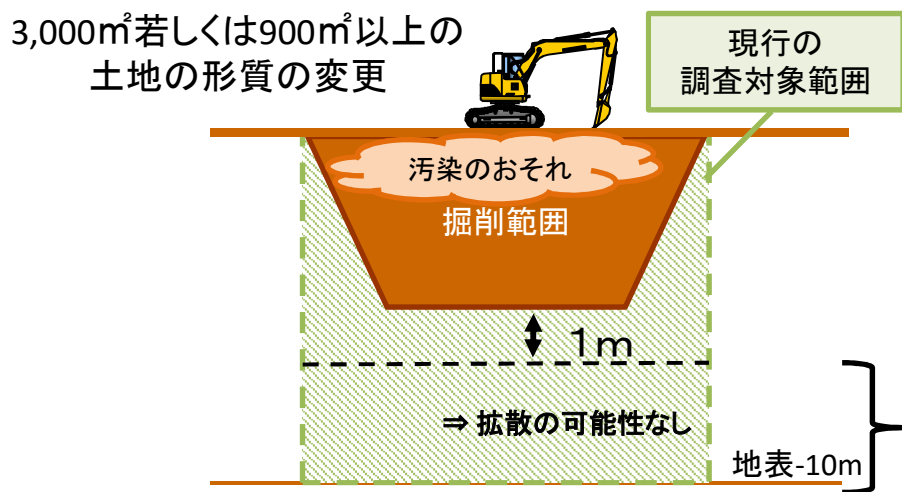 3,000㎡若しくは900㎡以上の
土地の形質の変更
現行の
調査対象範囲
汚染のおそれ
掘削範囲
1m
⇒ 拡散の可能性なし
地表-10m